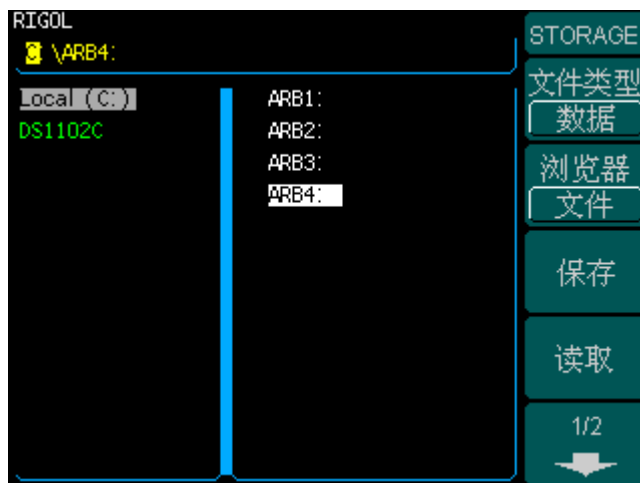 RIGOL
C \ARB4:
Local (C:)
DS1102C
ARB1:
ARB2:
ARB3:
ARB4:
STORAGE
文件类型
数据
浏览器
文件
保存
读取
1/2